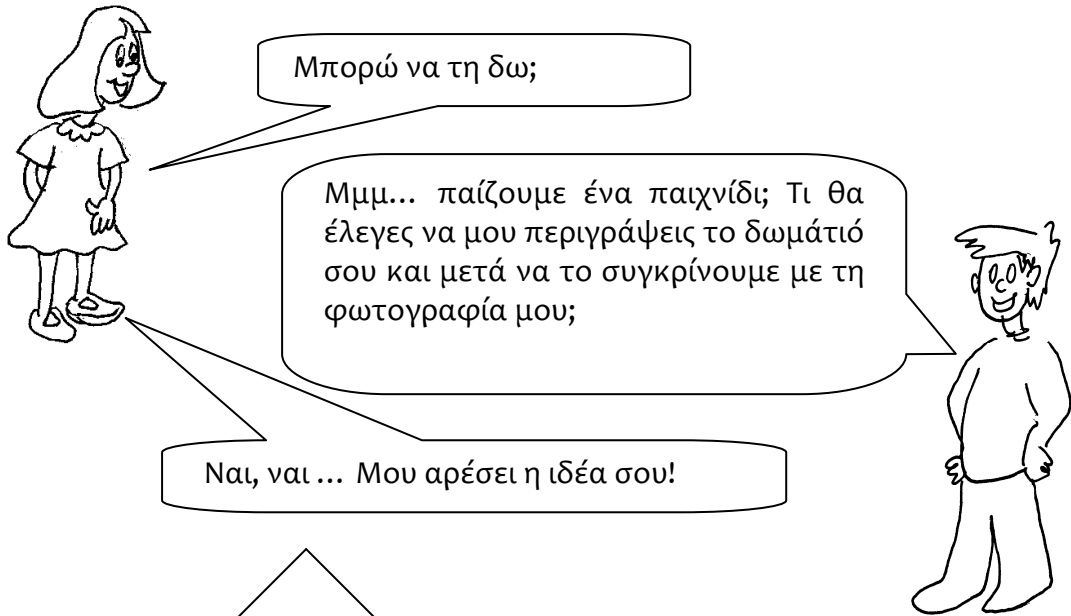 Μπορώ να τη δω;
Μμμ... παίζουμε ένα παιχνίδι; Τι θα
έλεγες να μου περιγράψεις το δωμάτιό
σου και μετά να το συγκρίνουμε με τη
φωτογραφία μου;
Ναι, ναι ... Μου αρέσει η ιδέα σου!